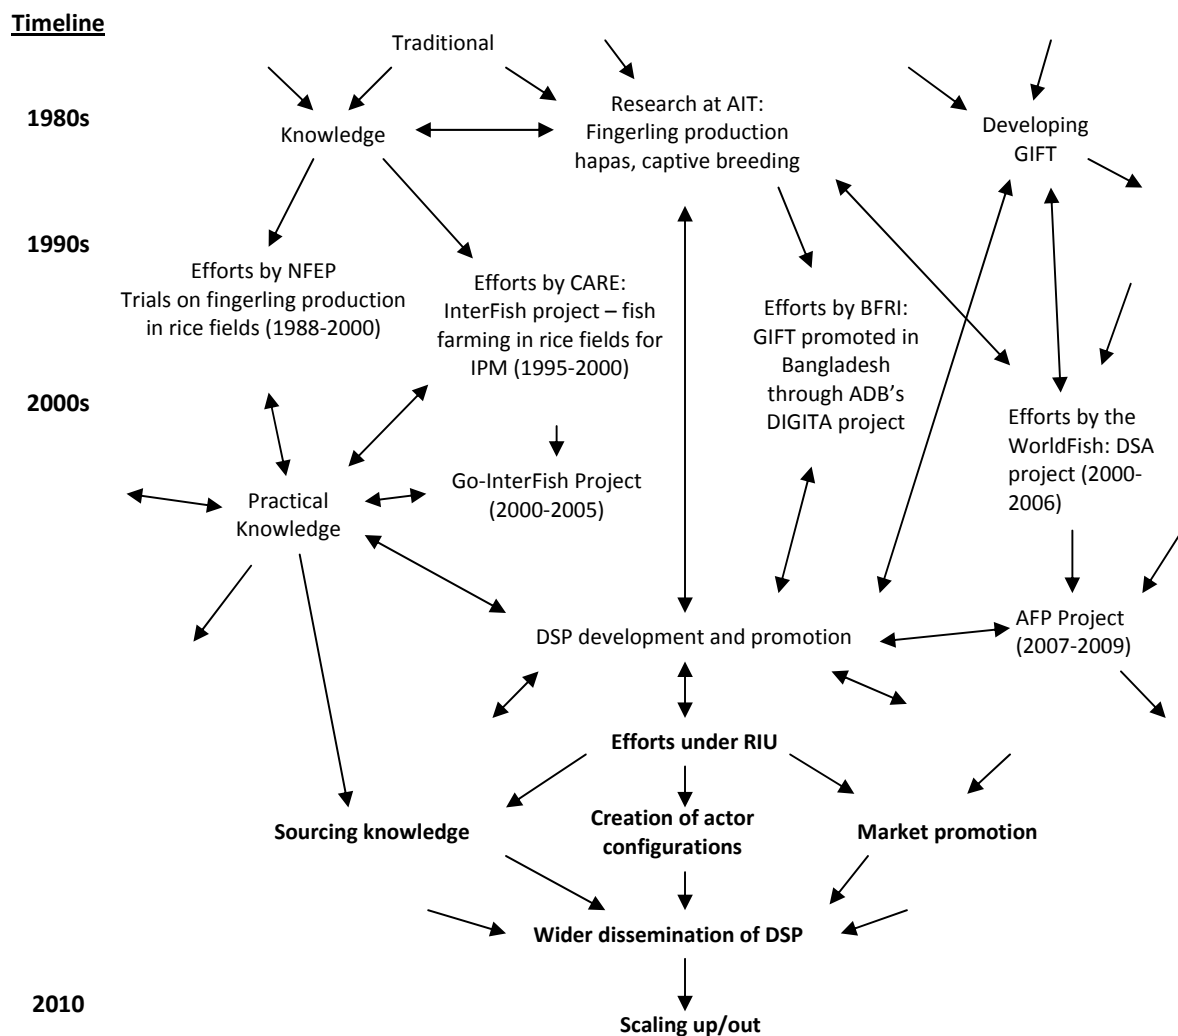 Timeline
Traditional
1980s
Knowledge
Research at AIT:
Fingerling production
hapas, captive breeding
Developing
GIFT
1990s
Efforts by NFEP
Trials on fingerling production
in rice fields (1988-2000)
Efforts by CARE:
InterFish project – fish
farming in rice fields for
IPM (1995-2000)
Efforts by BFRI:
GIFT promoted in
Bangladesh
through ADB's
DIGITA project
2000s
Efforts by the
WorldFish: DSA
project (2000-
2006)
Practical
Knowledge
Go-InterFish Project
(2000-2005)
DSP development and promotion
AFP Project
(2007-2009)
Efforts under RIU
Sourcing knowledge
Creation of actor
configurations
Market promotion
Wider dissemination of DSP
2010
Scaling up/out